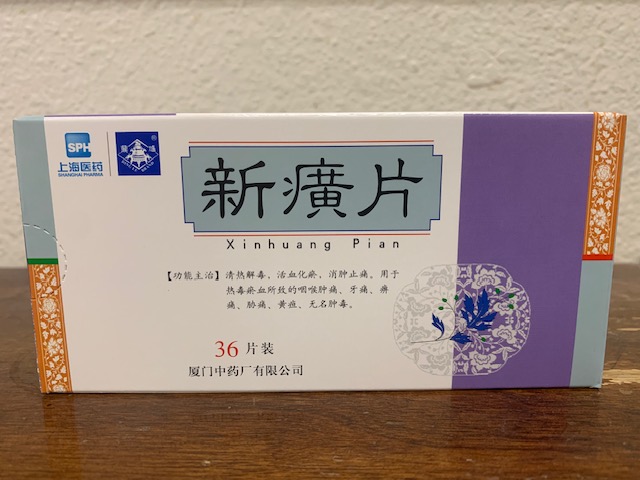 SPH
上海医药
SHANGHAI PHARMA
®
新癀片
Xinhuang Pian
【功能主治】清热解毒，活血化瘀，消肿止痛。用于
热毒瘀血所致的咽喉肿痛、牙痛、痹
痛、胁痛、黄疸、无名肿毒。
36片装
厦门中药厂有限公司